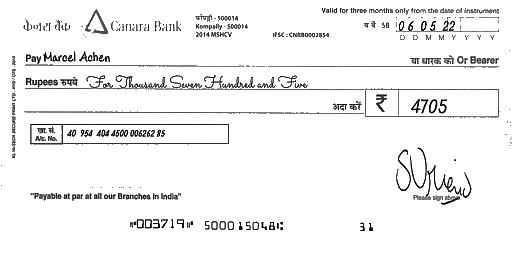 Valid for three months only from the date of instrument
केनरा बैंक Canara Bank
कोंपल्ली - 500014
Kompally - 500014
2014 MSHCV
IFSC : CNRB0002854
SB 06 05 22
D D M M Y Y Y Y
Pay Marcel Achen
या धारक को Or Bearer
Rupees रुपये For Thousand Seven Hundred and Five
अदा करें ₹ 4705
खा. सं.
A/c. No. 40 954 404 4500 006262 85
Please sign above
"Payable at par at all our Branches in India"
⑈003719⑈ 500015048⑆ 31